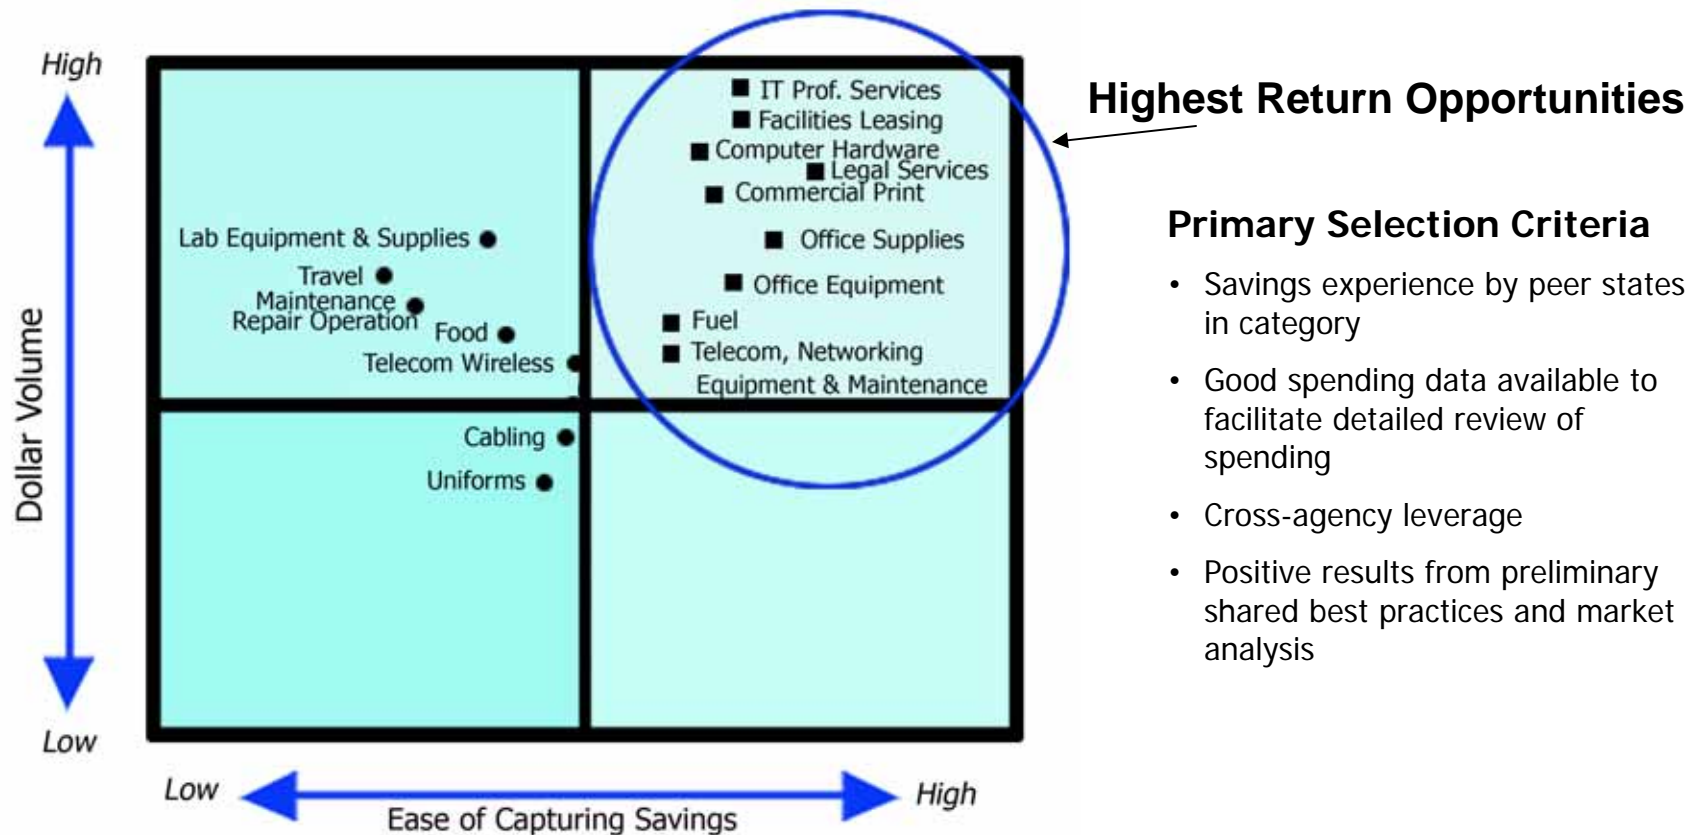 High
Dollar Volume
Low
IT Prof. Services
Facilities Leasing
Computer Hardware
Legal Services
Commercial Print
Lab Equipment & Supplies
Office Supplies
Travel
Office Equipment
Maintenance
Repair Operation
Fuel
Food
Telecom, Networking
Equipment & Maintenance
Telecom Wireless
Cabling
Uniforms
Low
Ease of Capturing Savings
High
Highest Return Opportunities
Primary Selection Criteria
• Savings experience by peer states
in category
• Good spending data available to
facilitate detailed review of
spending
• Cross-agency leverage
• Positive results from preliminary
shared best practices and market
analysis